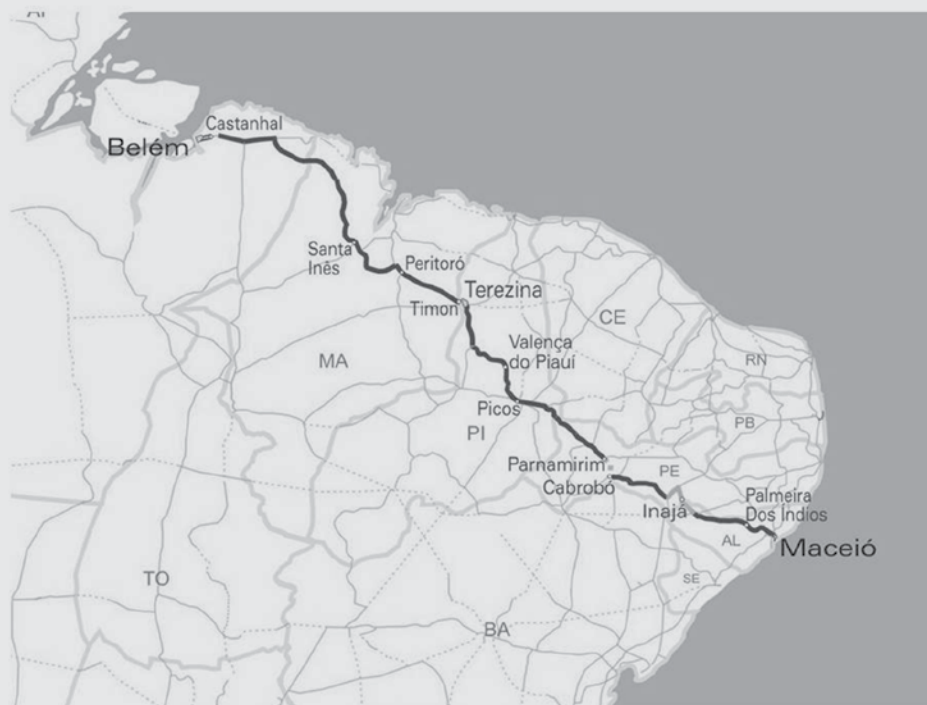 Castanhal
Belém
Santa
Inês
Peritoró
Terezina
Timon
CE
Valença
do Piauí
MA
RN
Picos
PI
PB
Parnamirim
PE
Cabrobó
Inajá
Palmeira
Dos Índios
AL
Maceió
TO
SE
BA